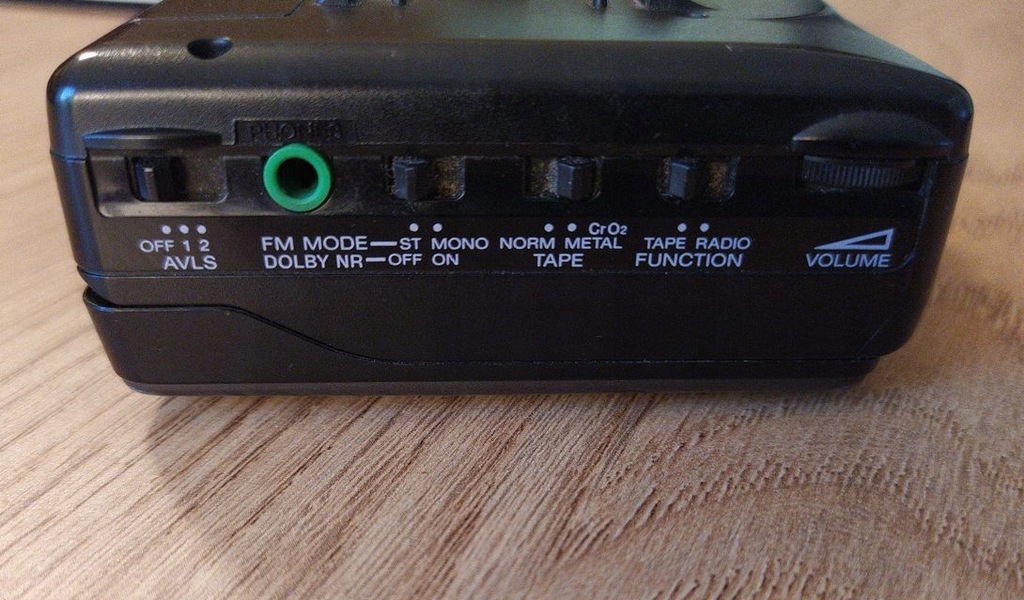 PHONES
OFF 1 2
AVLS
FM MODE — ST MONO
DOLBY NR — OFF ON
NORM METAL CrO₂
TAPE
TAPE RADIO
FUNCTION
VOLUME